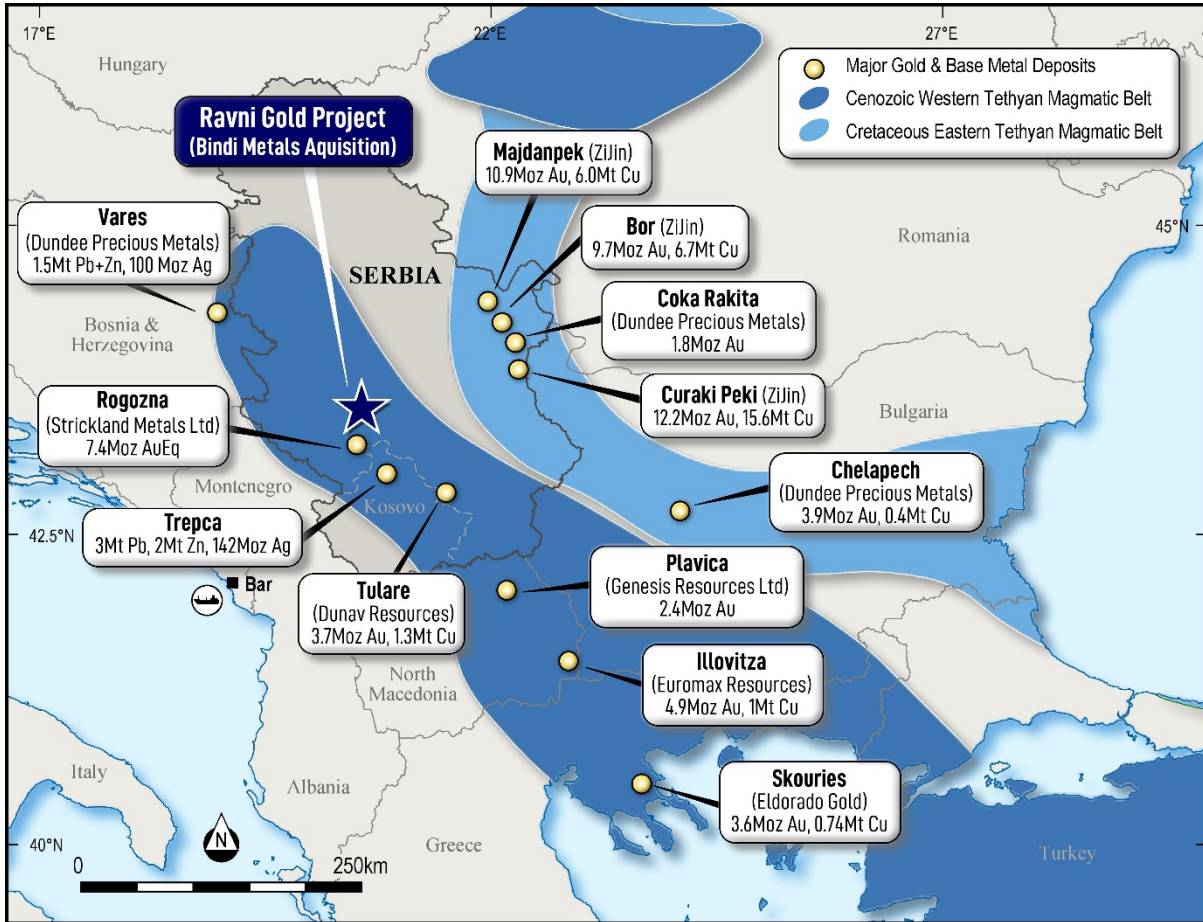 17°E
22°E
27°E
Hungary
Major Gold & Base Metal Deposits
Cenozoic Western Tethyan Magmatic Belt
Cretaceous Eastern Tethyan Magmatic Belt
Ravni Gold Project
(Bindi Metals Aquisition)
Majdanpek (ZiJin)
10.9Moz Au, 6.0Mt Cu
Vares
(Dundee Precious Metals)
1.5Mt Pb+Zn, 100 Moz Ag
Bor (ZiJin)
9.7Moz Au, 6.7Mt Cu
45°N
Romania
SERBIA
Coka Rakita
(Dundee Precious Metals)
1.8Moz Au
Bosnia &
Herzegovina
Rogozna
(Strickland Metals Ltd)
7.4Moz AuEq
Curaki Peki (ZiJin)
12.2Moz Au, 15.6Mt Cu
Bulgaria
Montenegro
Kosovo
Chelapech
(Dundee Precious Metals)
3.9Moz Au, 0.4Mt Cu
Trepca
3Mt Pb, 2Mt Zn, 142Moz Ag
42.5°N
42.5°N
Bar
Tulare
(Dunav Resources)
3.7Moz Au, 1.3Mt Cu
Plavica
(Genesis Resources Ltd)
2.4Moz Au
North
Macedonia
Illovitza
(Euromax Resources)
4.9Moz Au, 1Mt Cu
Italy
Albania
Skouries
(Eldorado Gold)
3.6Moz Au, 0.74Mt Cu
N
40°N
40°N
Greece
Turkey
0
250km